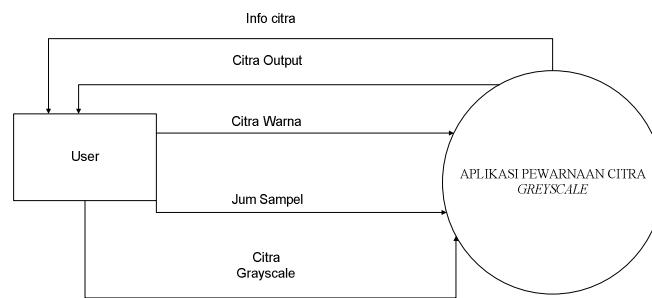 Info citra
Citra Output
Citra Warna
User
APLIKASI PEWARNAAN CITRA
GREYSCALE
Jum Sampel
Citra
Grayscale